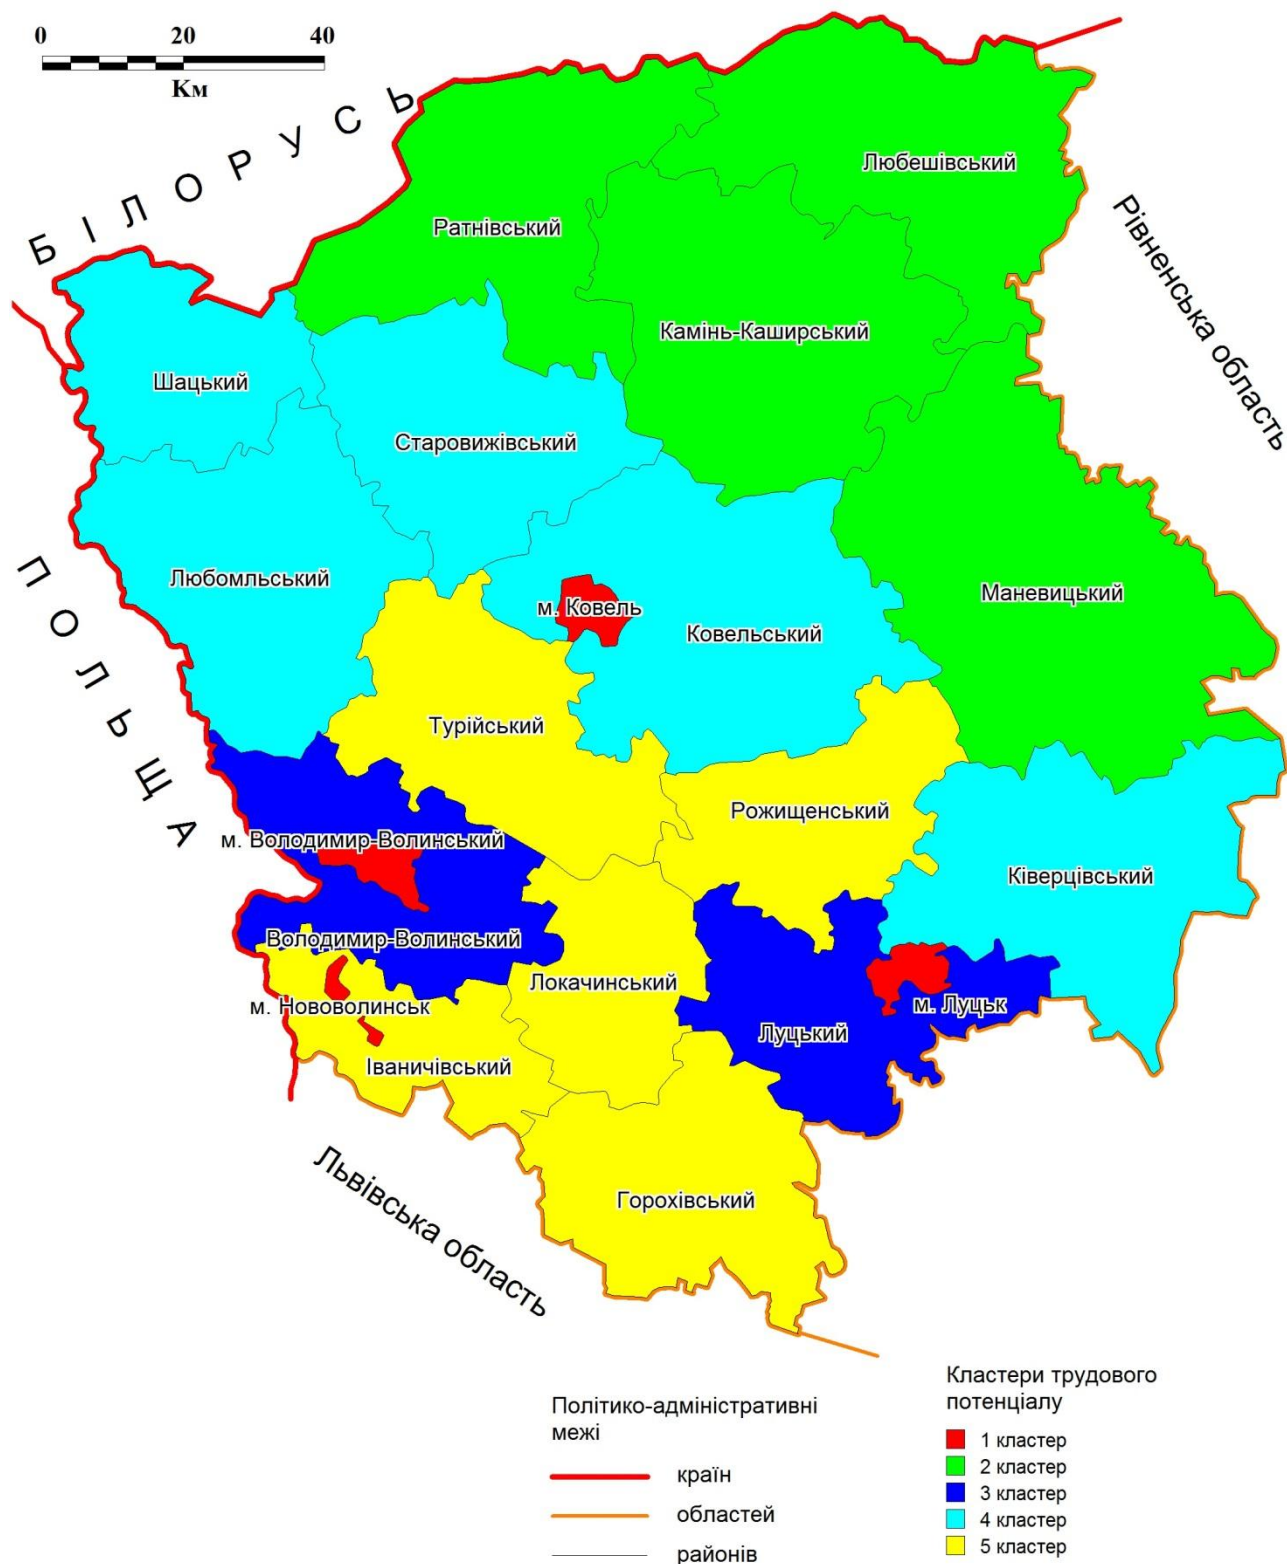 0 20 40
Км
БІЛОРУСЬ
Любешівський
Ратнівський
Рівненська область
Камінь-Каширський
Шацький
Старовижівський
ПОЛЬЩА
Любомльський
Маневицький
м. Ковель
Ковельський
Турійський
Рожищенський
м. Володимир-Волинський
Ківерцівський
Володимир-Волинський
Локачинський
м. Нововолинськ
м. Луцьк
Луцький
Іваничівський
Львівська область
Горохівський
Політико-адміністративні
межі
країн
областей
районів
Кластери трудового
потенціалу
1 кластер
2 кластер
3 кластер
4 кластер
5 кластер